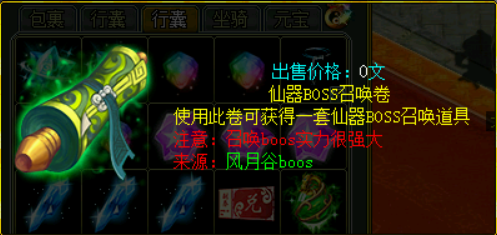 包裹 行囊 行囊 坐骑 元宝
出售价格：0文
仙器BOSS召唤卷
使用此卷可获得一套仙器BOSS召唤道具
注意：召唤boos实力很强大
来源：风月谷boos
兑